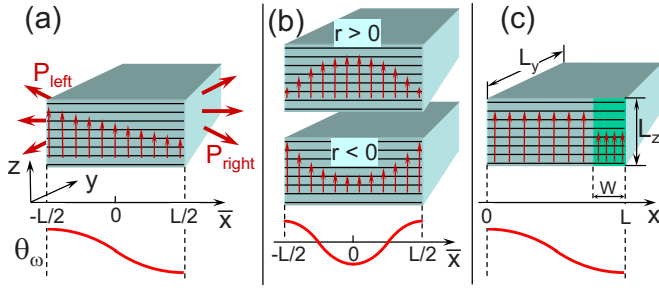 (a)
P_left
P_right
z
y
-L/2 0 L/2 x̄
θ_ω
(b)
r > 0
r < 0
-L/2 0 L/2 x̄
(c)
L_y
L_z
w
0 L x